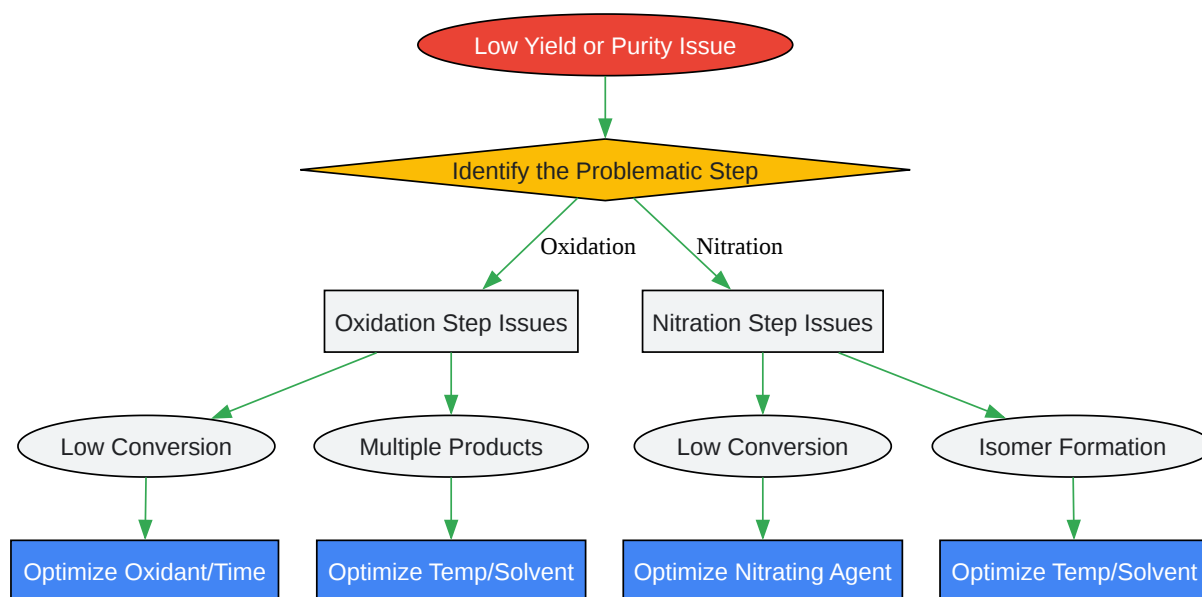 Low Yield or Purity Issue
Identify the Problematic Step
Oxidation
Nitration
Oxidation Step Issues
Nitration Step Issues
Low Conversion
Multiple Products
Low Conversion
Isomer Formation
Optimize Oxidant/Time
Optimize Temp/Solvent
Optimize Nitrating Agent
Optimize Temp/Solvent